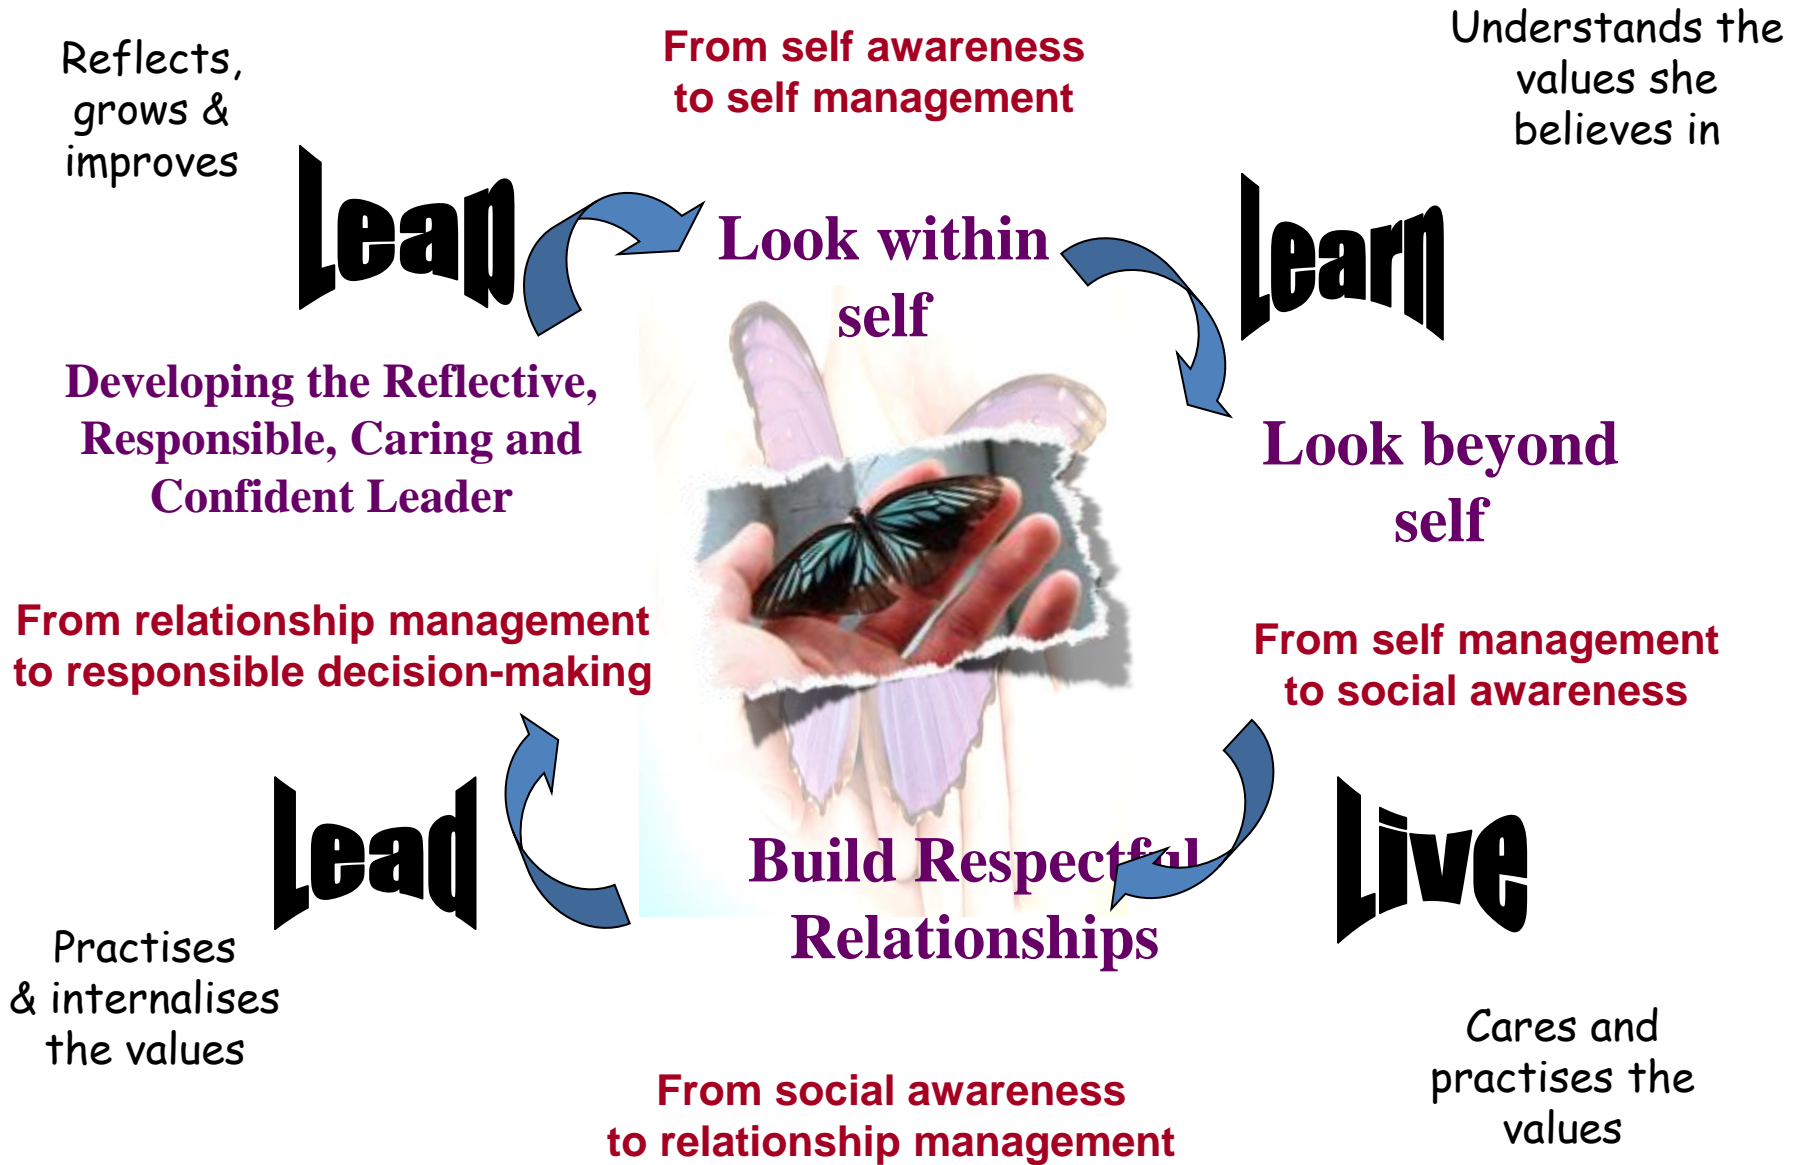 Reflects,
grows &
improves
From self awareness
to self management
Understands the
values she
believes in
Leap
Look within
self
Learn
Developing the Reflective,
Responsible, Caring and
Confident Leader
Look beyond
self
From relationship management
to responsible decision-making
From self management
to social awareness
Lead
Build Respectful
Relationships
Live
Practises
& internalises
the values
Cares and
practises the
values
From social awareness
to relationship management